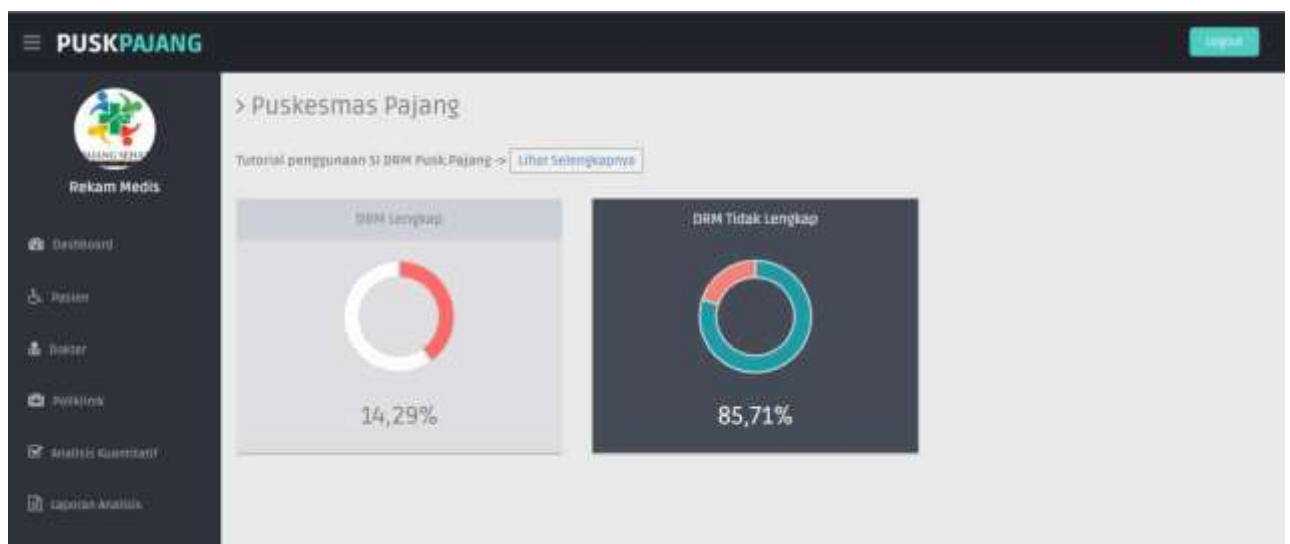 PUSKPAJANG
Logout
Rekam Medis
Dashboard
Pasien
Dokter
Poliklinik
Analisis Kuantitatif
Laporan Analisis
> Puskesmas Pajang
Tutorial penggunaan SI DRM Pusk.Pajang -> Lihat Selengkapnya
DRM Lengkap
14,29%
DRM Tidak Lengkap
85,71%